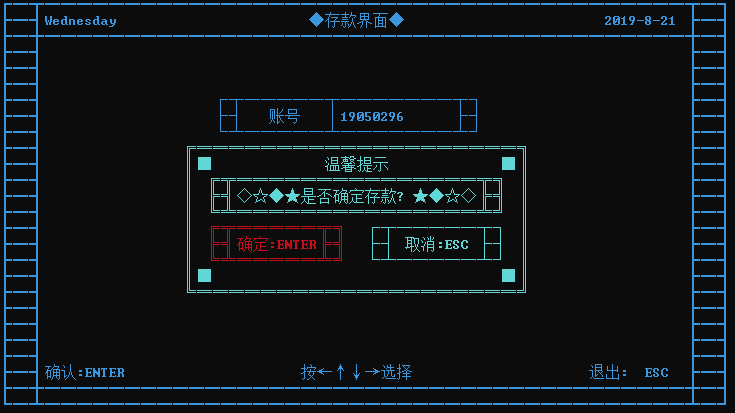 Wednesday ◆存款界面◆ 2019-8-21
账号 19050296
温馨提示
◇☆◆★是否确定存款? ★◆☆◇
确定:ENTER 取消:ESC
确认:ENTER 按←↑↓→选择 退出: ESC